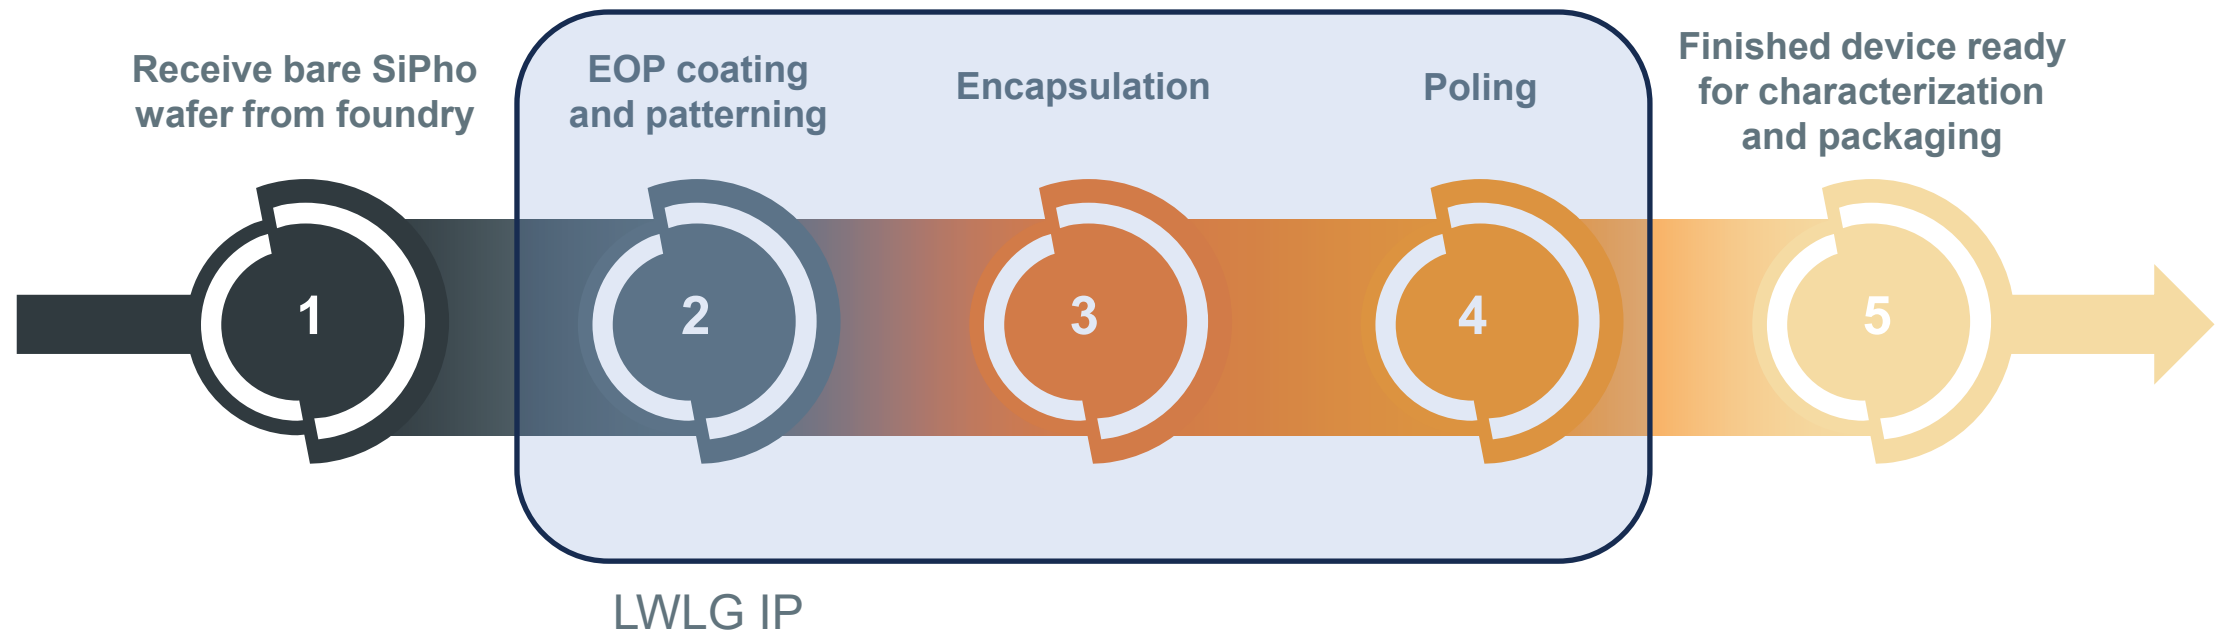 Receive bare SiPho
wafer from foundry
EOP coating
and patterning
Encapsulation
Poling
Finished device ready
for characterization
and packaging
1
2
3
4
5
LWLG IP